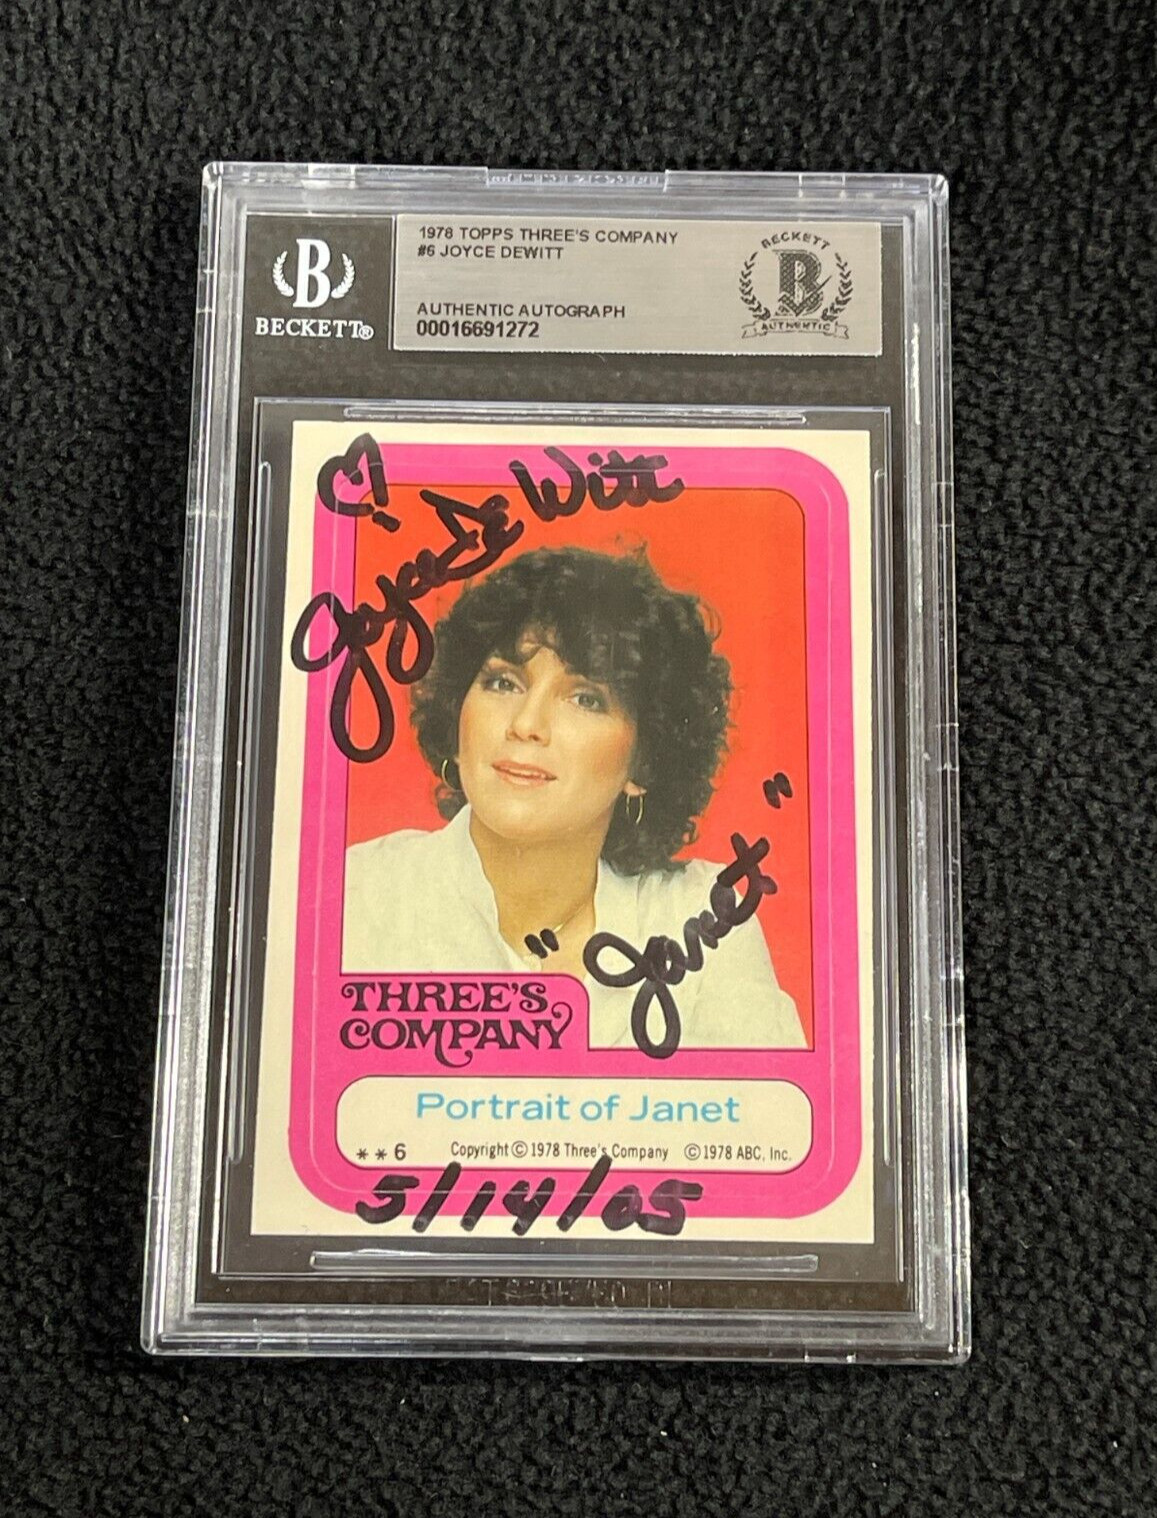 1978 TOPPS THREE'S COMPANY
#6 JOYCE DEWITT
AUTHENTIC AUTOGRAPH
00016691272
B
BECKETT®
BECKETT
B
AUTHENTIC
Joyce DeWitt
"Janet"
THREE'S
COMPANY
Portrait of Janet
**6 Copyright © 1978 Three's Company © 1978 ABC, Inc.
5/14/05